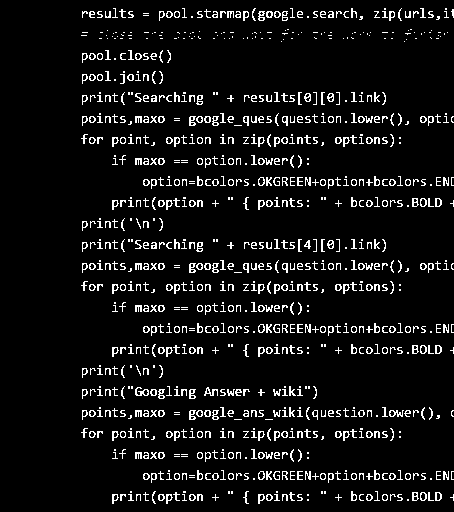 results = pool.starmap(google.search, zip(urls,it
# close the pool and wait for the work to finish
pool.close()
pool.join()
print("Searching " + results[0][0].link)
points,maxo = google_ques(question.lower(), optio
for point, option in zip(points, options):
    if maxo == option.lower():
        option=bcolors.OKGREEN+option+bcolors.END
    print(option + " { points: " + bcolors.BOLD +
print('\n')
print("Searching " + results[4][0].link)
points,maxo = google_ques(question.lower(), optio
for point, option in zip(points, options):
    if maxo == option.lower():
        option=bcolors.OKGREEN+option+bcolors.END
    print(option + " { points: " + bcolors.BOLD +
print('\n')
print("Googling Answer + wiki")
points,maxo = google_ans_wiki(question.lower(), o
for point, option in zip(points, options):
    if maxo == option.lower():
        option=bcolors.OKGREEN+option+bcolors.END
    print(option + " { points: " + bcolors.BOLD +